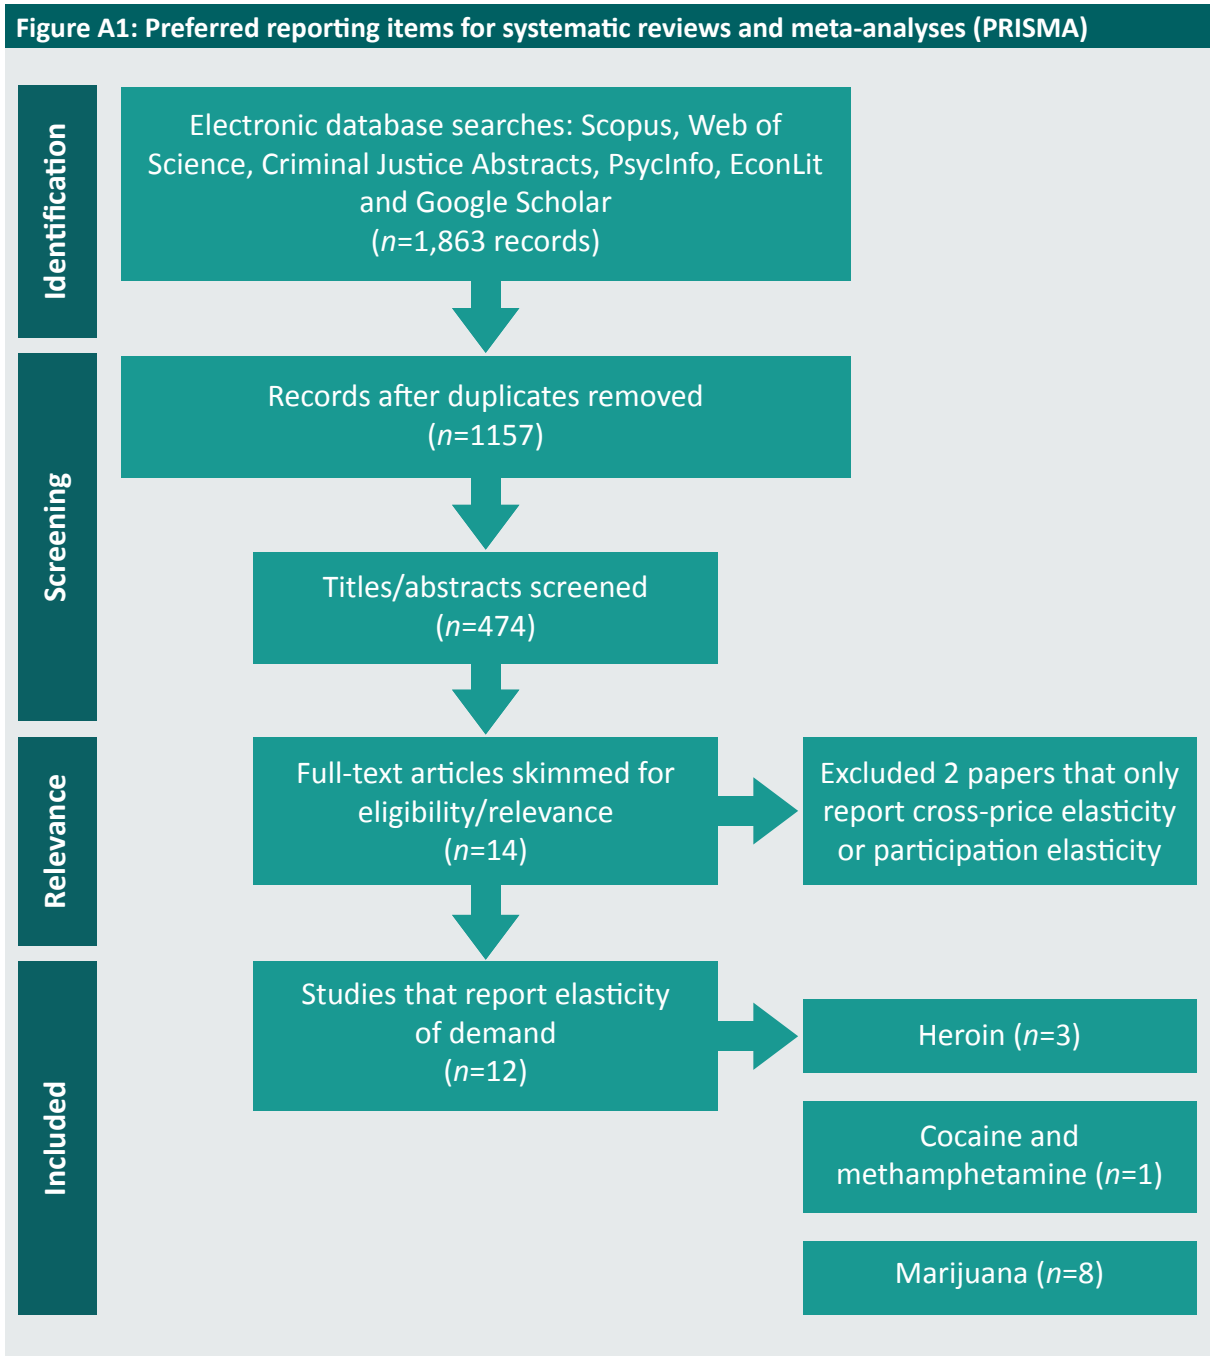 Figure A1: Preferred reporting items for systematic reviews and meta-analyses (PRISMA)
Identification
Electronic database searches: Scopus, Web of
Science, Criminal Justice Abstracts, PsycInfo, EconLit
and Google Scholar
(n=1,863 records)
Screening
Records after duplicates removed
(n=1157)
Titles/abstracts screened
(n=474)
Relevance
Full-text articles skimmed for
eligibility/relevance
(n=14)
Excluded 2 papers that only
report cross-price elasticity
or participation elasticity
Included
Studies that report elasticity
of demand
(n=12)
Heroin (n=3)
Cocaine and
methamphetamine (n=1)
Marijuana (n=8)